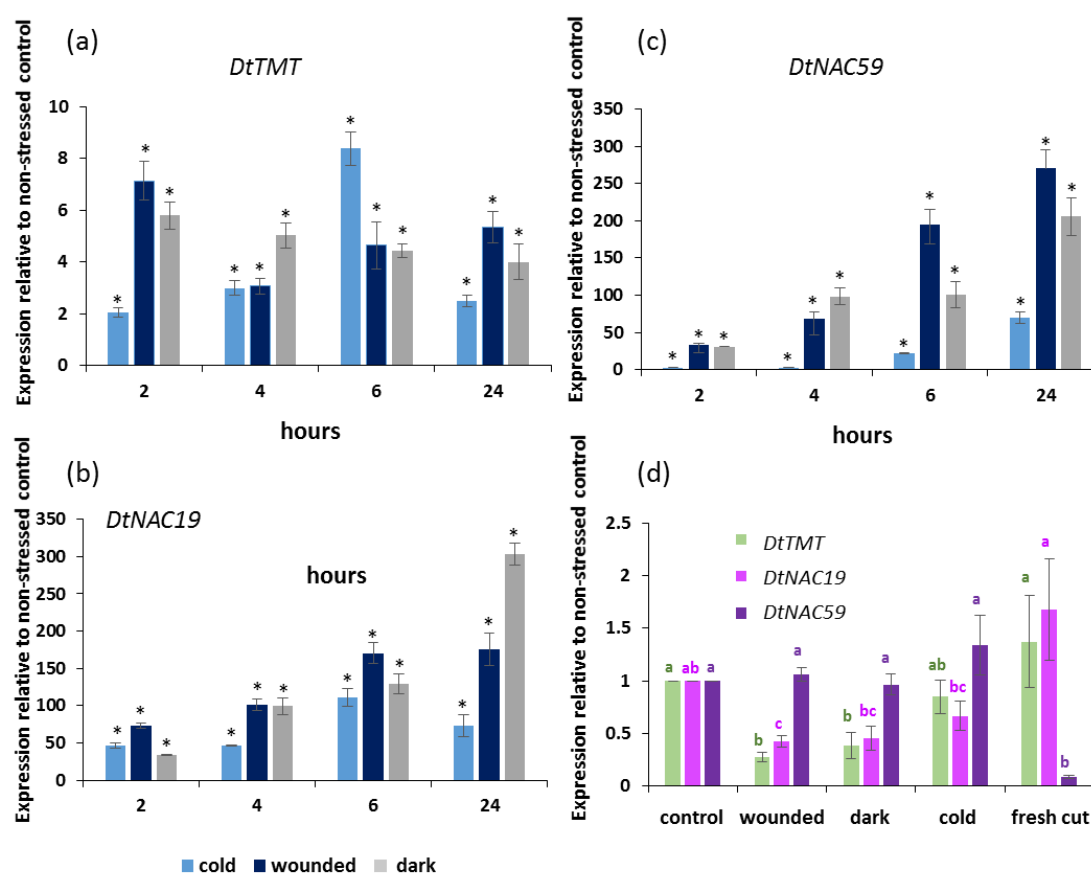 (a)
DtTMT
Expression relative to non-stressed control
10
8
6
4
2
0
* * *
* * *
* * *
* * *
2 4 6 24
hours
(c)
DtNAC59
Expression relative to non-stressed control
350
300
250
200
150
100
50
0
* * *
* * *
* * *
* * *
2 4 6 24
hours
(b)
DtNAC19
Expression relative to non-stressed control
350
300
250
200
150
100
50
0
hours
* * *
* * *
* * *
* * *
2 4 6 24
cold wounded dark
(d)
Expression relative to non-stressed control
2.5
2
1.5
1
0.5
0
DtTMT
DtNAC19
DtNAC59
a ab a
b c a
b bc a
ab bc a
a a b
control wounded dark cold fresh cut